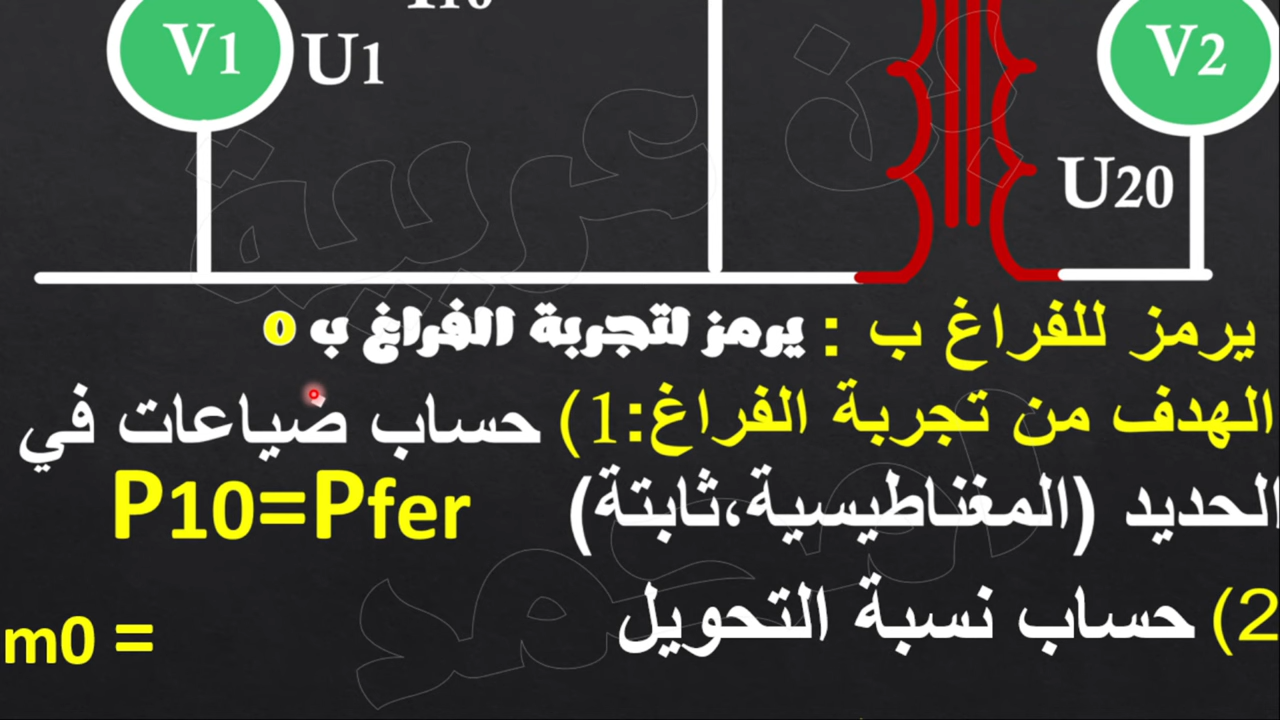 V1
U1
V2
U20
يرمز للفراغ ب : يرمز لتجربة الفراغ ب 0
الهدف من تجربة الفراغ:1) حساب ضياعات في
الحديد (المغناطيسية،ثابتة) P10=Pfer
2) حساب نسبة التحويل m0 =